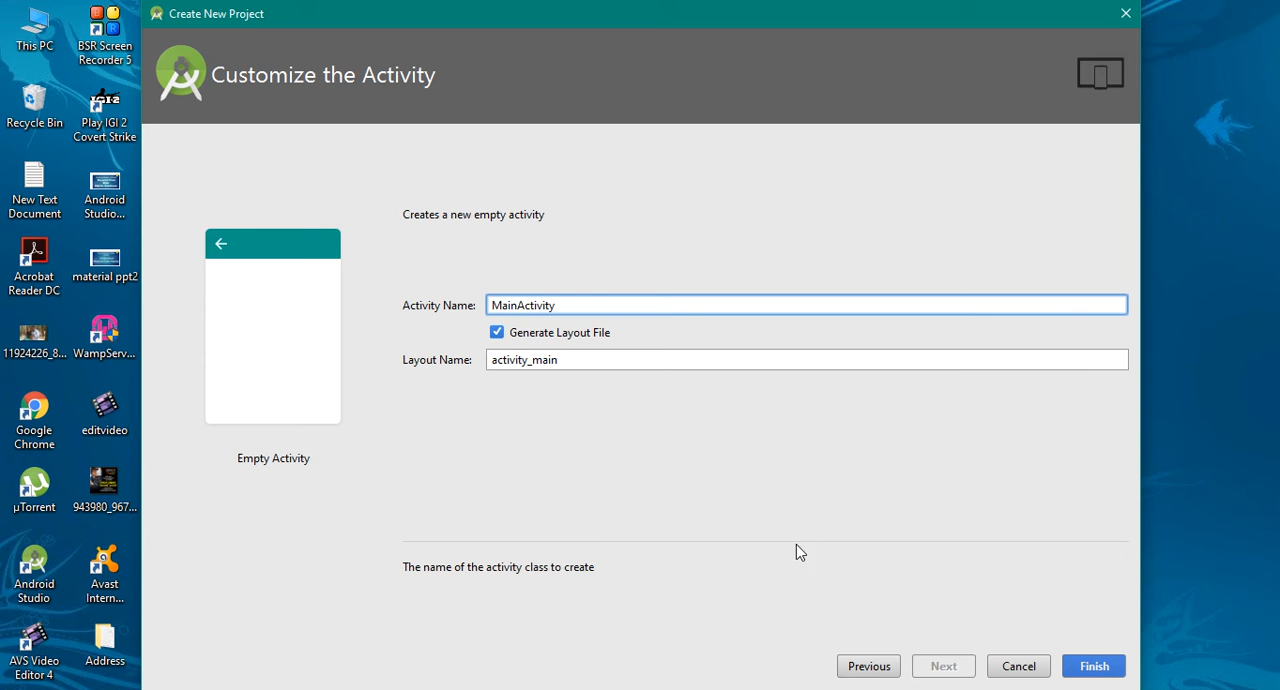 This PC
BSR Screen
Recorder 5
Recycle Bin
Play IGI 2
Covert Strike
New Text
Document
Android
Studio...
Acrobat
Reader DC
material ppt2
11924226_8...
WampServ...
Google
Chrome
editvideo
µTorrent
943980_967...
Android
Studio
Avast
Intern...
AVS Video
Editor 4
Address
Create New Project
Customize the Activity
Creates a new empty activity
Activity Name: MainActivity
Generate Layout File
Layout Name: activity_main
Empty Activity
The name of the activity class to create
Previous Next Cancel Finish